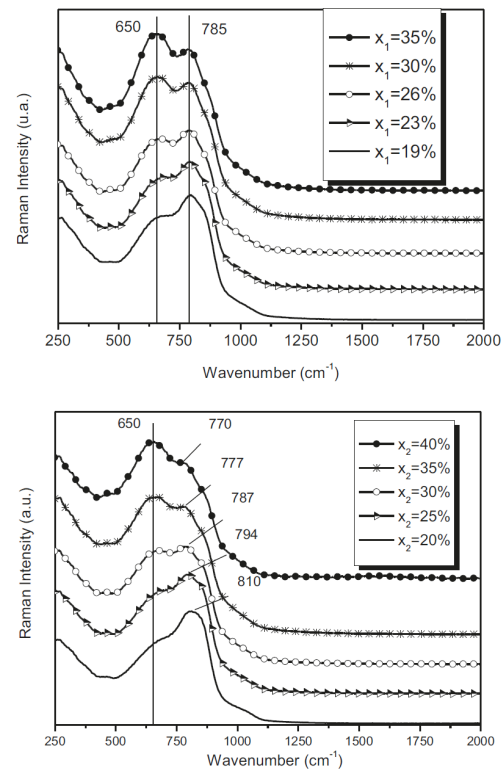 650
785
x1=35%
x1=30%
x1=26%
x1=23%
x1=19%
Raman Intensity (u.a.)
250 500 750 1000 1250 1500 1750 2000
Wavenumber (cm-1)
650
770
777
787
794
810
x2=40%
x2=35%
x2=30%
x2=25%
x2=20%
Raman Intensity (a.u.)
250 500 750 1000 1250 1500 1750 2000
Wavenumber (cm-1)